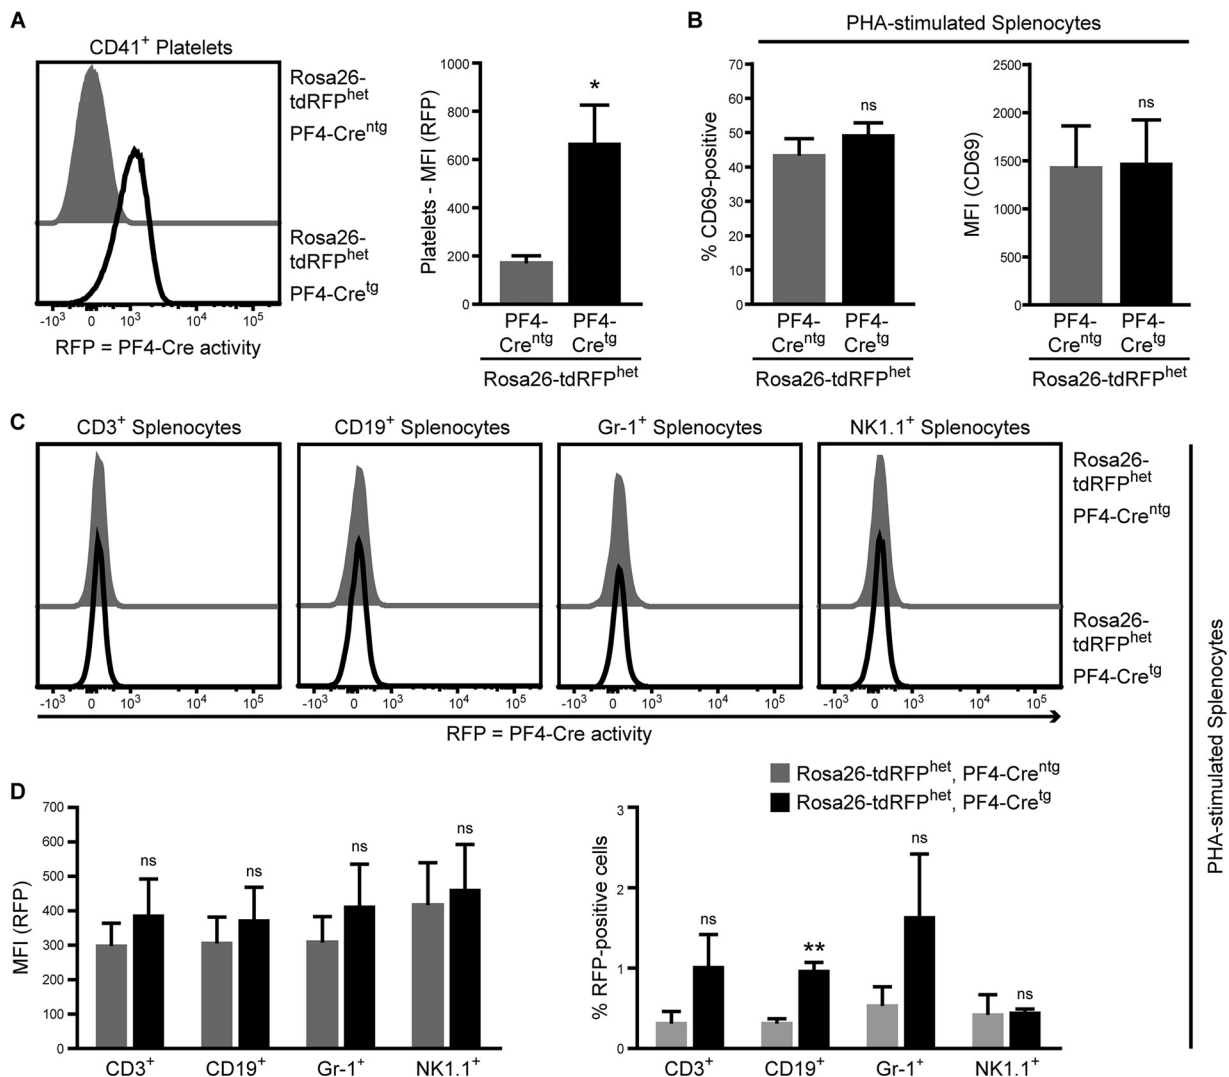 A
CD41⁺ Platelets
Rosa26-
tdRFPʰᵉᵗ
PF4-Creⁿᵗᵍ
Rosa26-
tdRFPʰᵉᵗ
PF4-Creᵗᵍ
-10³ 0 10³ 10⁴ 10⁵
RFP = PF4-Cre activity
Platelets - MFI (RFP)
1000
800
600
400
200
0
*
PF4- PF4-
Creⁿᵗᵍ Creᵗᵍ
Rosa26-tdRFPʰᵉᵗ
B
PHA-stimulated Splenocytes
% CD69-positive
70
60
50
40
30
20
10
0
ns
PF4- PF4-
Creⁿᵗᵍ Creᵗᵍ
Rosa26-tdRFPʰᵉᵗ
MFI (CD69)
2500
2000
1500
1000
500
0
ns
PF4- PF4-
Creⁿᵗᵍ Creᵗᵍ
Rosa26-tdRFPʰᵉᵗ
C
CD3⁺ Splenocytes
CD19⁺ Splenocytes
Gr-1⁺ Splenocytes
NK1.1⁺ Splenocytes
Rosa26-
tdRFPʰᵉᵗ
PF4-Creⁿᵗᵍ
Rosa26-
tdRFPʰᵉᵗ
PF4-Creᵗᵍ
-10³ 0 10³ 10⁴ 10⁵
-10³ 0 10³ 10⁴ 10⁵
-10³ 0 10³ 10⁴ 10⁵
-10³ 0 10³ 10⁴ 10⁵
RFP = PF4-Cre activity
PHA-stimulated Splenocytes
Rosa26-tdRFPʰᵉᵗ, PF4-Creⁿᵗᵍ
Rosa26-tdRFPʰᵉᵗ, PF4-Creᵗᵍ
D
MFI (RFP)
700
600
500
400
300
200
100
0
ns ns ns ns
CD3⁺ CD19⁺ Gr-1⁺ NK1.1⁺
% RFP-positive cells
3
2
1
0
ns ** ns ns
CD3⁺ CD19⁺ Gr-1⁺ NK1.1⁺